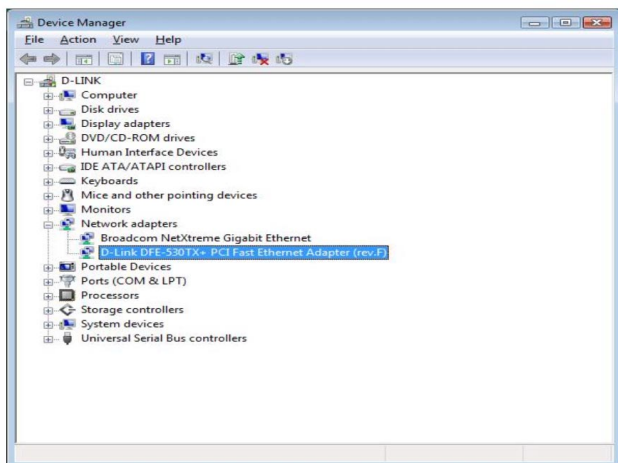 Device Manager
File Action View Help
D-LINK
Computer
Disk drives
Display adapters
DVD/CD-ROM drives
Human Interface Devices
IDE ATA/ATAPI controllers
Keyboards
Mice and other pointing devices
Monitors
Network adapters
Broadcom NetXtreme Gigabit Ethernet
D-Link DFE-530TX+ PCI Fast Ethernet Adapter (rev.F)
Portable Devices
Ports (COM & LPT)
Processors
Storage controllers
System devices
Universal Serial Bus controllers